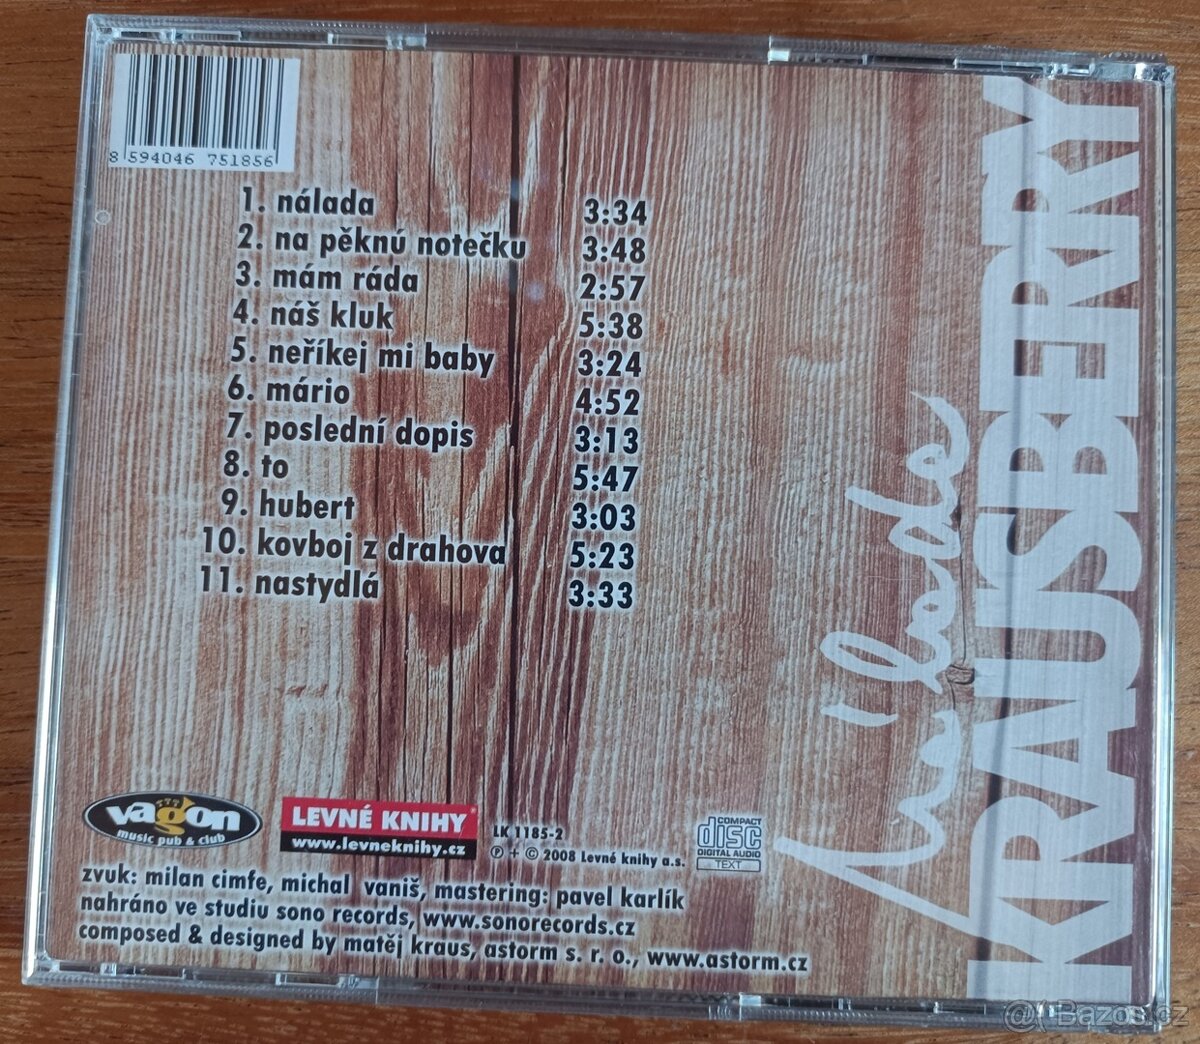 8 594046 751856
1. nálada 3:34
2. na pěknú notečku 3:48
3. mám ráda 2:57
4. náš kluk 5:38
5. neříkej mi baby 3:24
6. mário 4:52
7. poslední dopis 3:13
8. to 5:47
9. hubert 3:03
10. kovboj z drahova 5:23
11. nastydlá 3:33
nálada
KRAUSBERRY
vagon
music pub & club
LEVNÉ KNIHY
www.levneknihy.cz
LK 1185-2
℗ + © 2008 Levné knihy a.s.
COMPACT
disc
DIGITAL AUDIO
TEXT
zvuk: milan cimfe, michal vaniš, mastering: pavel karlík
nahráno ve studiu sono records, www.sonorecords.cz
composed & designed by matěj kraus, astorm s. r. o., www.astorm.cz
@( Bazos.cz